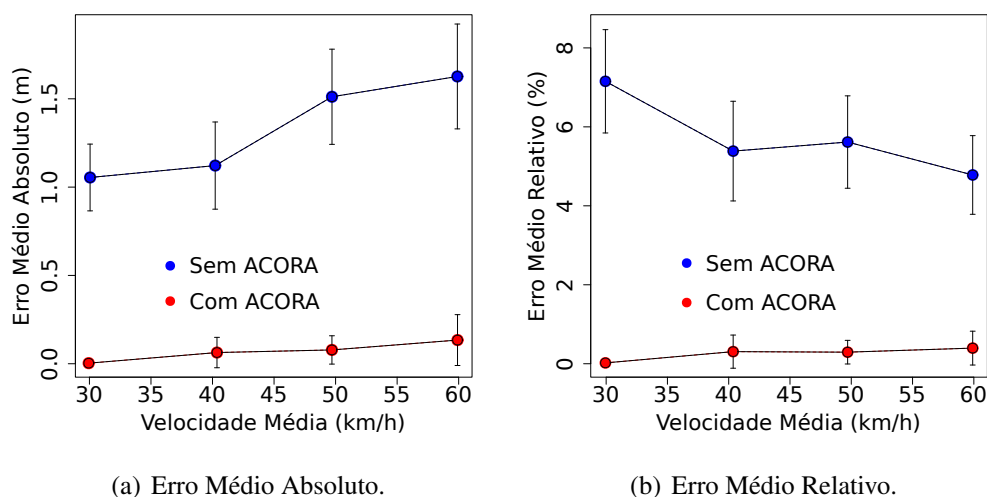 Erro Médio Absoluto (m)
0.0 0.5 1.0 1.5
Sem ACORA
Com ACORA
30 35 40 45 50 55 60
Velocidade Média (km/h)
(a) Erro Médio Absoluto.
Erro Médio Relativo (%)
0 2 4 6 8
Sem ACORA
Com ACORA
30 35 40 45 50 55 60
Velocidade Média (km/h)
(b) Erro Médio Relativo.